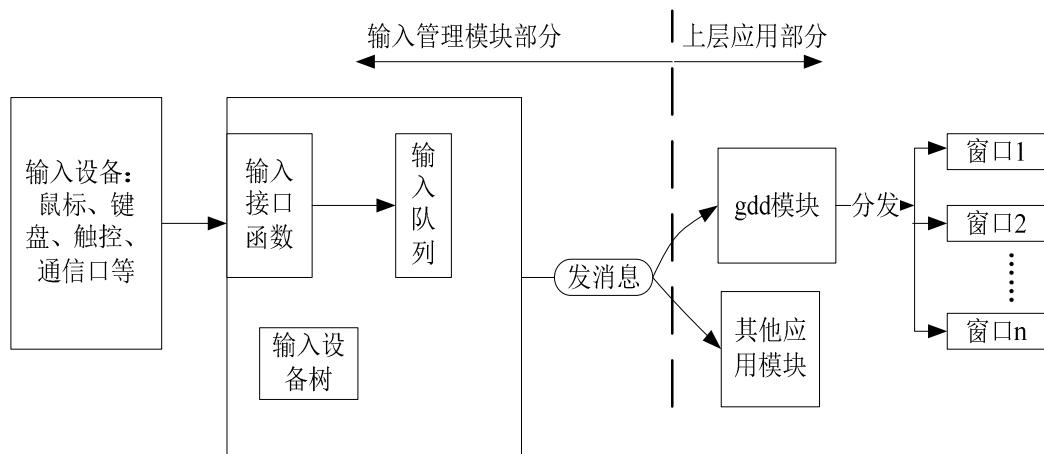 输入管理模块部分
上层应用部分
输入设备：
鼠标、键
盘、触控、
通信口等
输入
接口
函数
输
入
队
列
输入设
备树
发消息
gdd模块
其他应
用模块
分发
窗口1
窗口2
……
窗口n